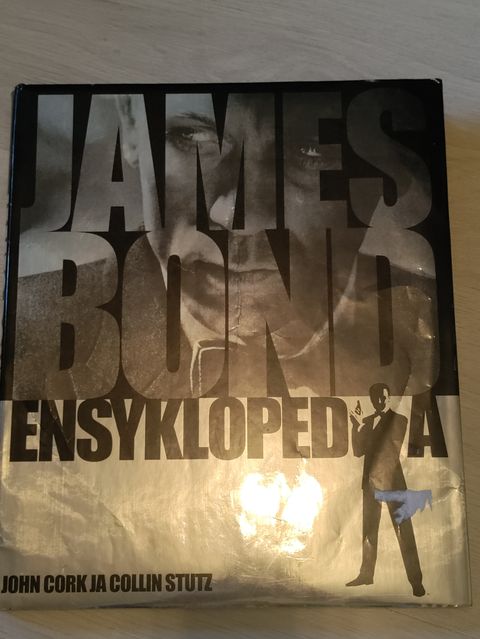 JAMES
BOND
ENSYKLOPEDIA
JOHN CORK JA COLLIN STUTZ